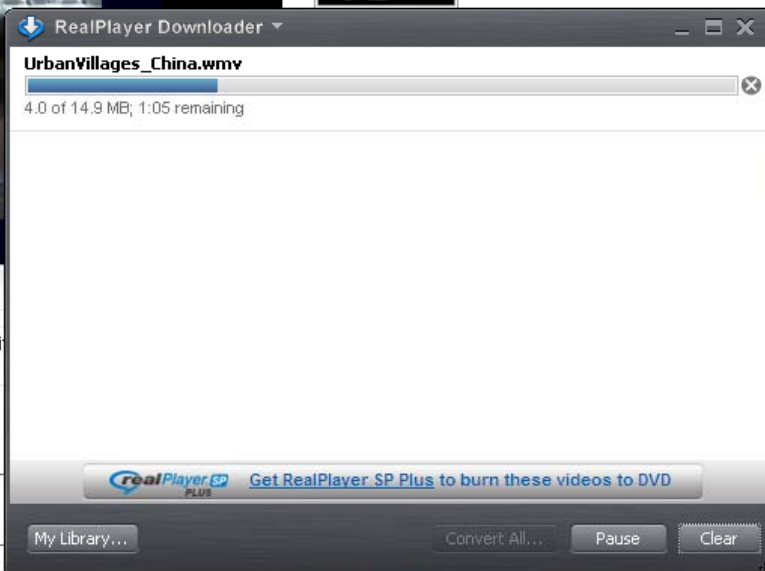 RealPlayer Downloader
UrbanVillages_China.wmv
4.0 of 14.9 MB; 1:05 remaining
realPlayer SP
PLUS
Get RealPlayer SP Plus to burn these videos to DVD
My Library...
Convert All...
Pause
Clear